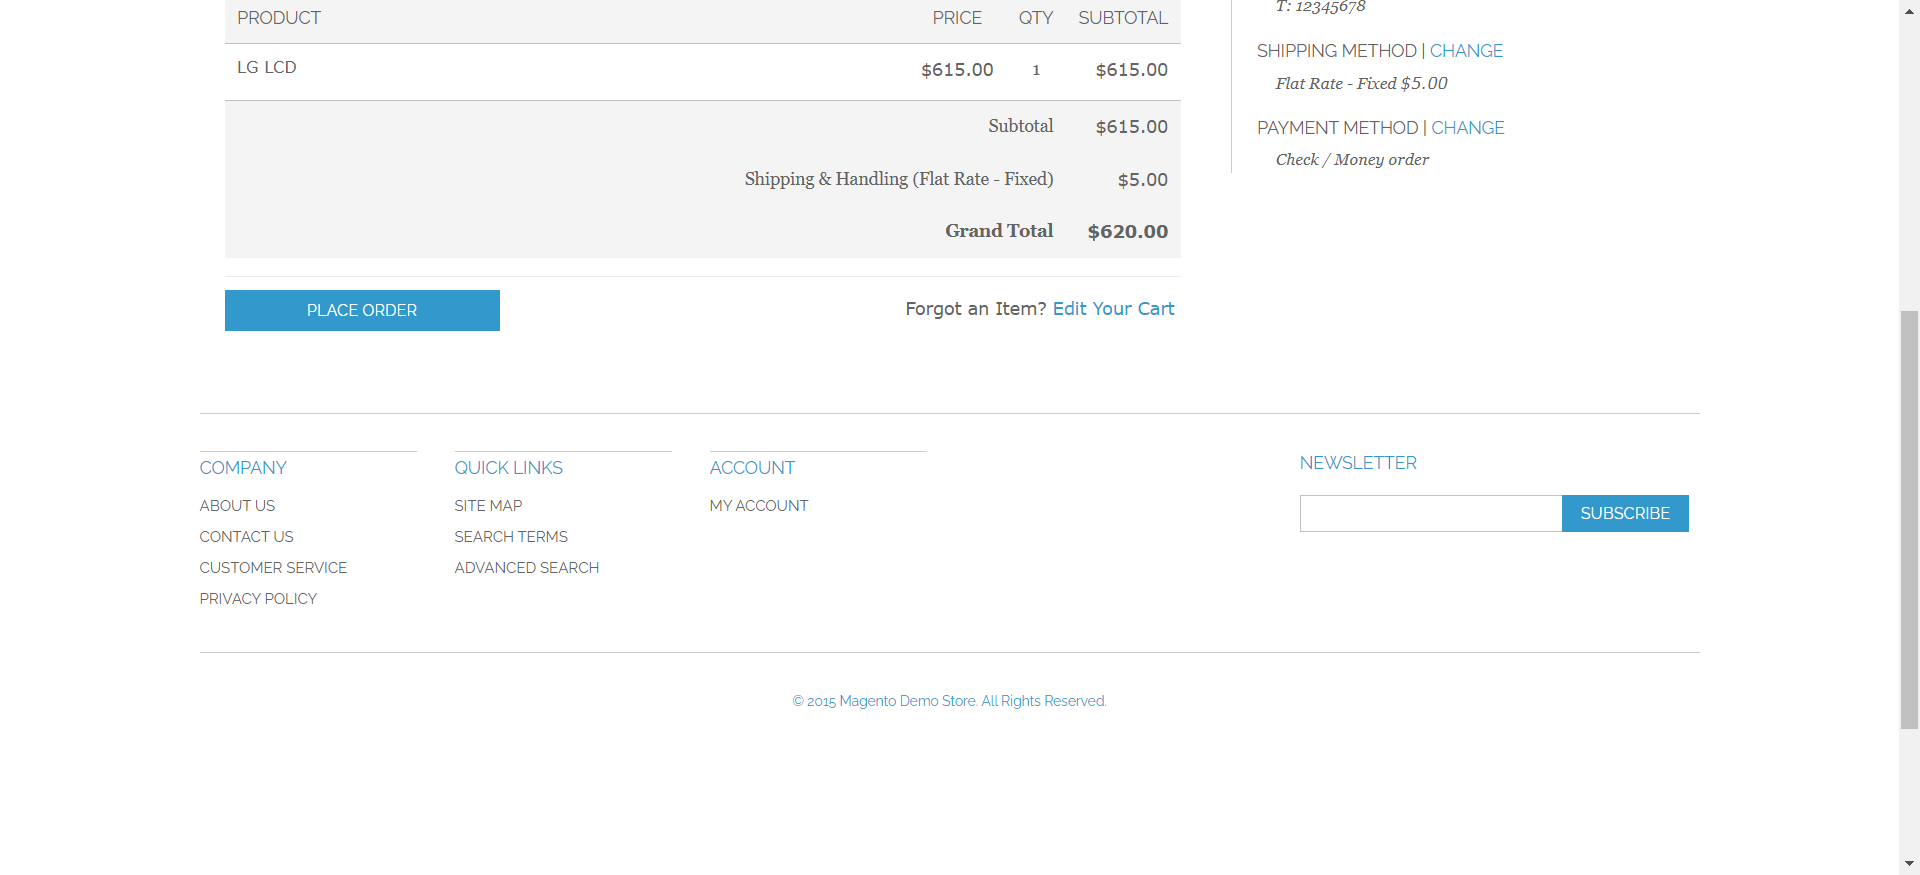 PRODUCT PRICE QTY SUBTOTAL
LG LCD $615.00 1 $615.00
Subtotal $615.00
Shipping & Handling (Flat Rate - Fixed) $5.00
Grand Total $620.00
PLACE ORDER
Forgot an Item? Edit Your Cart
T: 12345678
SHIPPING METHOD | CHANGE
Flat Rate - Fixed $5.00
PAYMENT METHOD | CHANGE
Check / Money order
COMPANY
ABOUT US
CONTACT US
CUSTOMER SERVICE
PRIVACY POLICY
QUICK LINKS
SITE MAP
SEARCH TERMS
ADVANCED SEARCH
ACCOUNT
MY ACCOUNT
NEWSLETTER
SUBSCRIBE
© 2015 Magento Demo Store. All Rights Reserved.